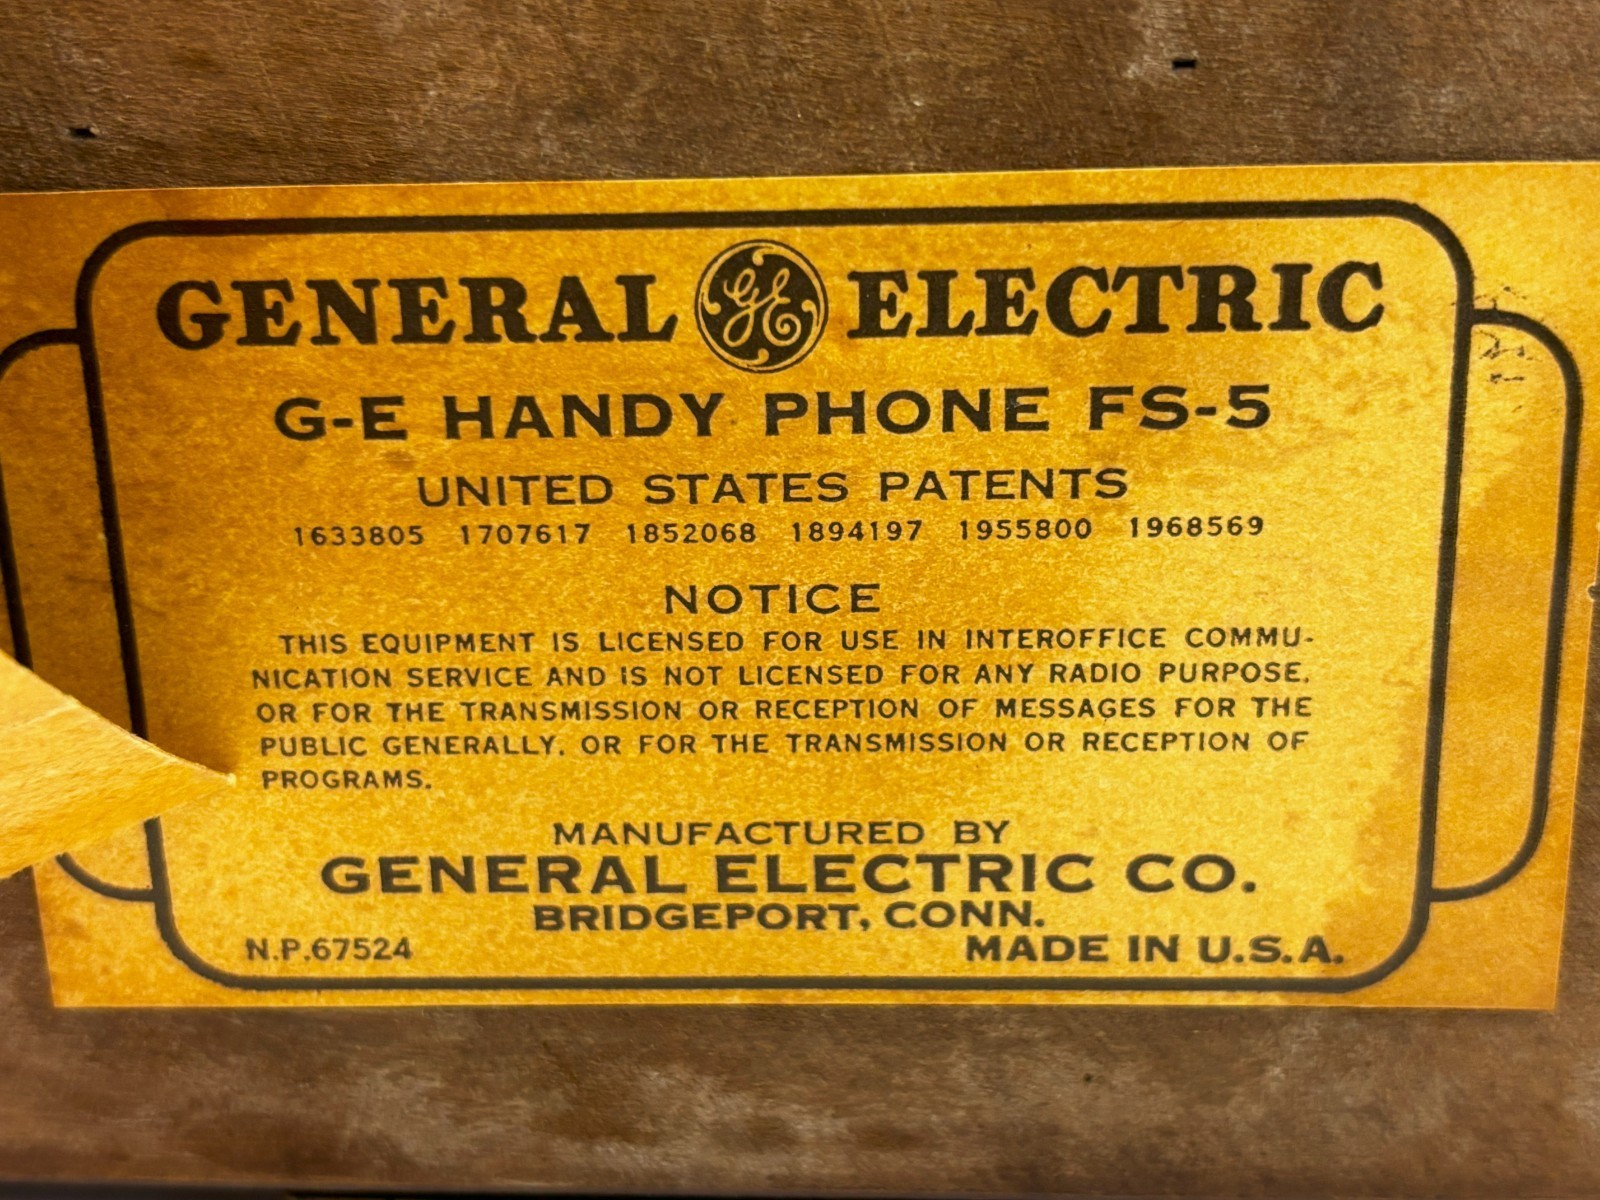 GENERAL GE ELECTRIC
G-E HANDY PHONE FS-5
UNITED STATES PATENTS
1633805 1707617 1852068 1894197 1955800 1968569
NOTICE
THIS EQUIPMENT IS LICENSED FOR USE IN INTEROFFICE COMMU-
NICATION SERVICE AND IS NOT LICENSED FOR ANY RADIO PURPOSE.
OR FOR THE TRANSMISSION OR RECEPTION OF MESSAGES FOR THE
PUBLIC GENERALLY. OR FOR THE TRANSMISSION OR RECEPTION OF
PROGRAMS.
MANUFACTURED BY
GENERAL ELECTRIC CO.
BRIDGEPORT, CONN.
N.P.67524 MADE IN U.S.A.